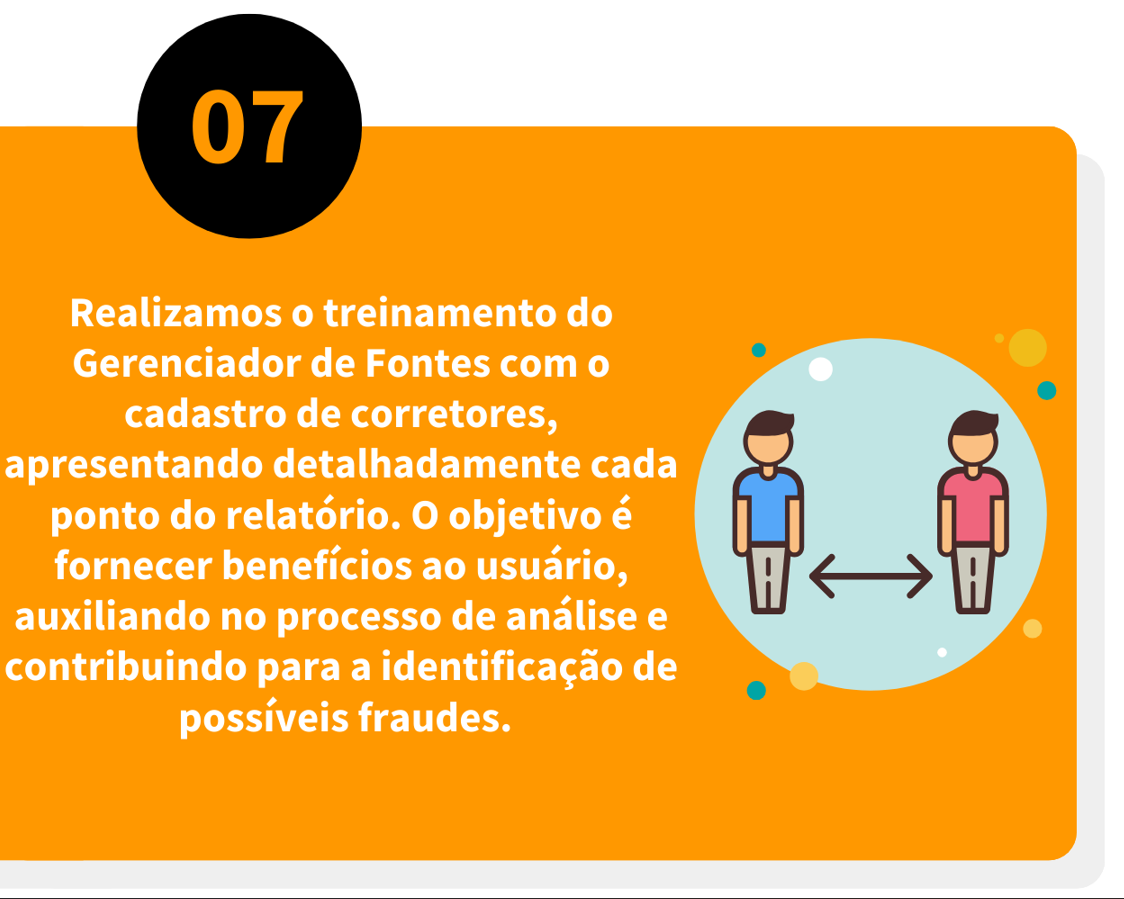 07
Realizamos o treinamento do
Gerenciador de Fontes com o
cadastro de corretores,
apresentando detalhadamente cada
ponto do relatório. O objetivo é
fornecer benefícios ao usuário,
auxiliando no processo de análise e
contribuindo para a identificação de
possíveis fraudes.